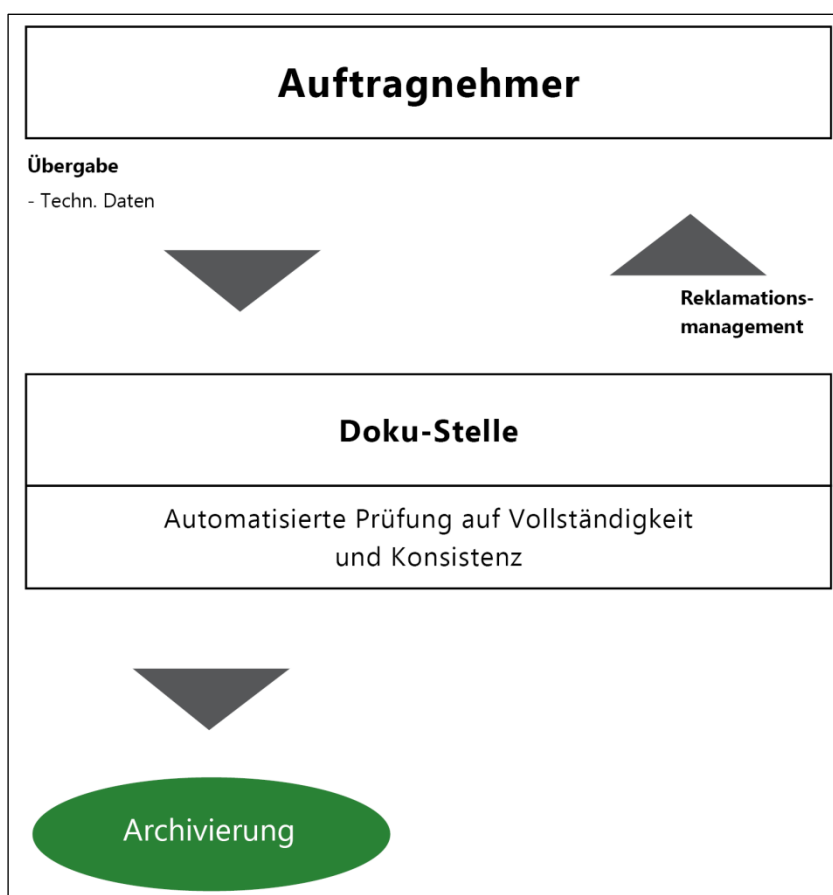 Auftragnehmer
Übergabe
- Techn. Daten
Reklamations-
management
Doku-Stelle
Automatisierte Prüfung auf Vollständigkeit
und Konsistenz
Archivierung